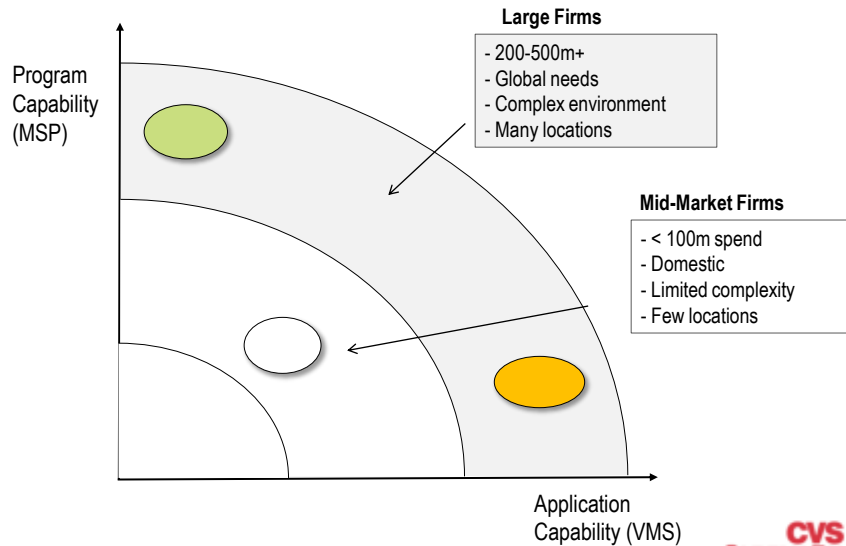 Large Firms
- 200-500m+
- Global needs
- Complex environment
- Many locations
Program
Capability
(MSP)
Mid-Market Firms
- < 100m spend
- Domestic
- Limited complexity
- Few locations
Application
Capability (VMS)
CVS